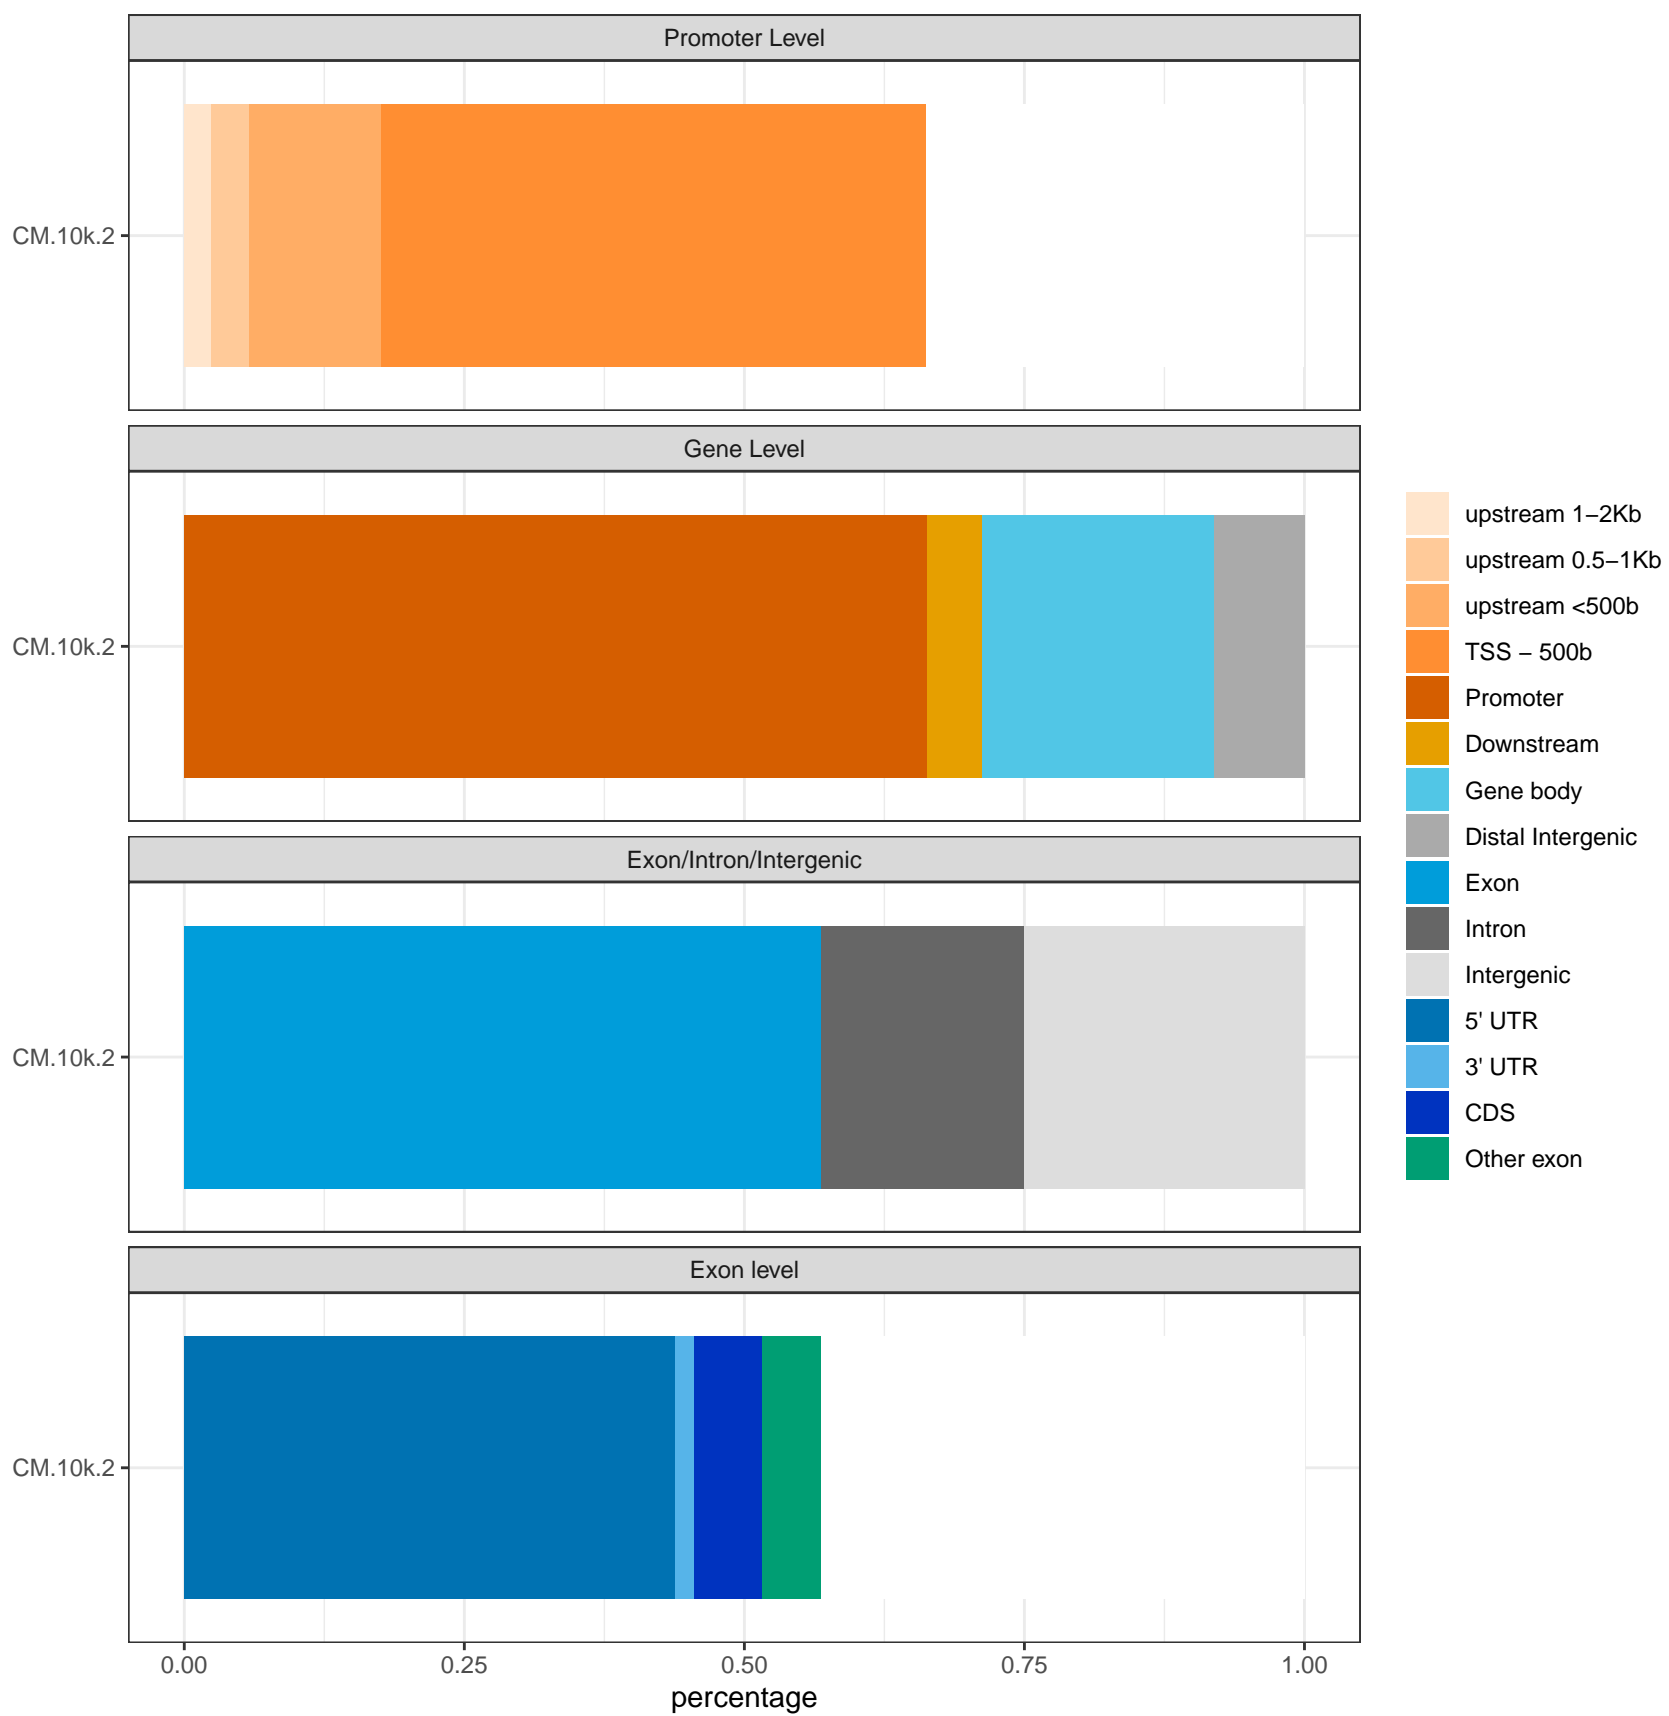 Promoter Level
CM.10k.2
Gene Level
CM.10k.2
Exon/Intron/Intergenic
CM.10k.2
Exon level
CM.10k.2
0.00 0.25 0.50 0.75 1.00
percentage
upstream 1−2Kb
upstream 0.5−1Kb
upstream <500b
TSS − 500b
Promoter
Downstream
Gene body
Distal Intergenic
Exon
Intron
Intergenic
5' UTR
3' UTR
CDS
Other exon